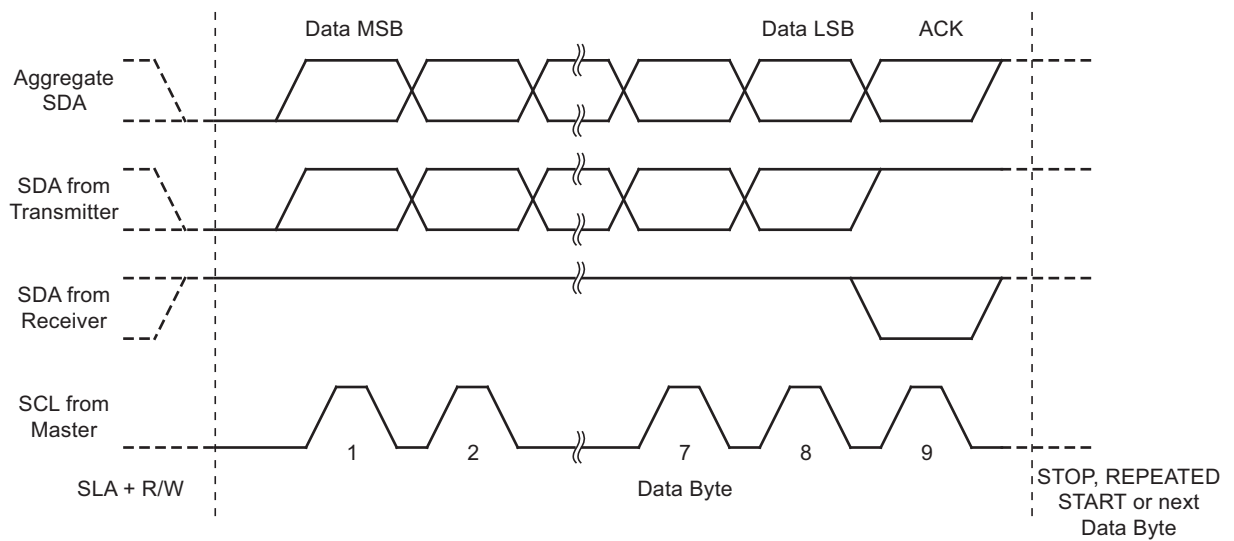 Data MSB
Data LSB
ACK
Aggregate
SDA
SDA from
Transmitter
SDA from
Receiver
SCL from
Master
1
2
7
8
9
SLA + R/W
Data Byte
STOP, REPEATED
START or next
Data Byte